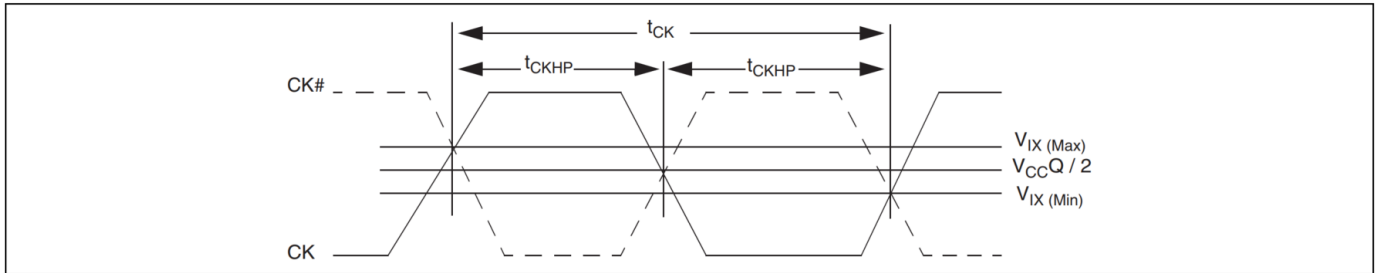 tCK
tCKHP tCKHP
CK#
VIX (Max)
VCCQ / 2
VIX (Min)
CK